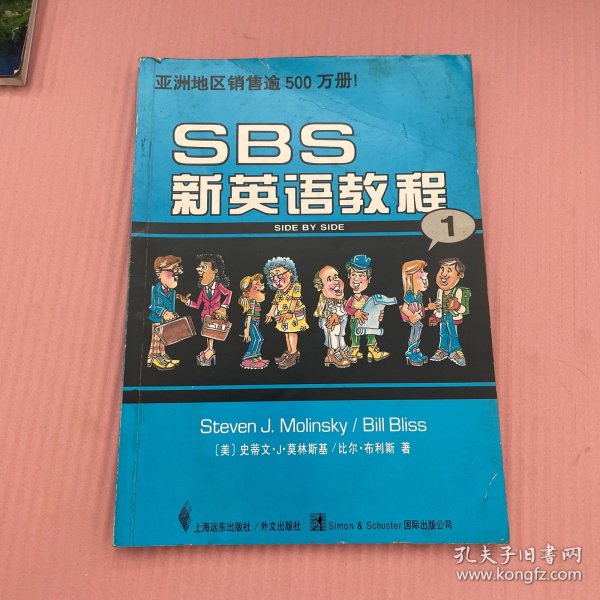 亚洲地区销售逾500万册!
SBS
新英语教程
SIDE BY SIDE
1
Steven J. Molinsky / Bill Bliss
〔美〕史蒂文·J·莫林斯基/比尔·布利斯 著
上海远东出版社/外文出版社
Simon & Schuster国际出版公司
孔夫子旧书网
www.kongfz.com